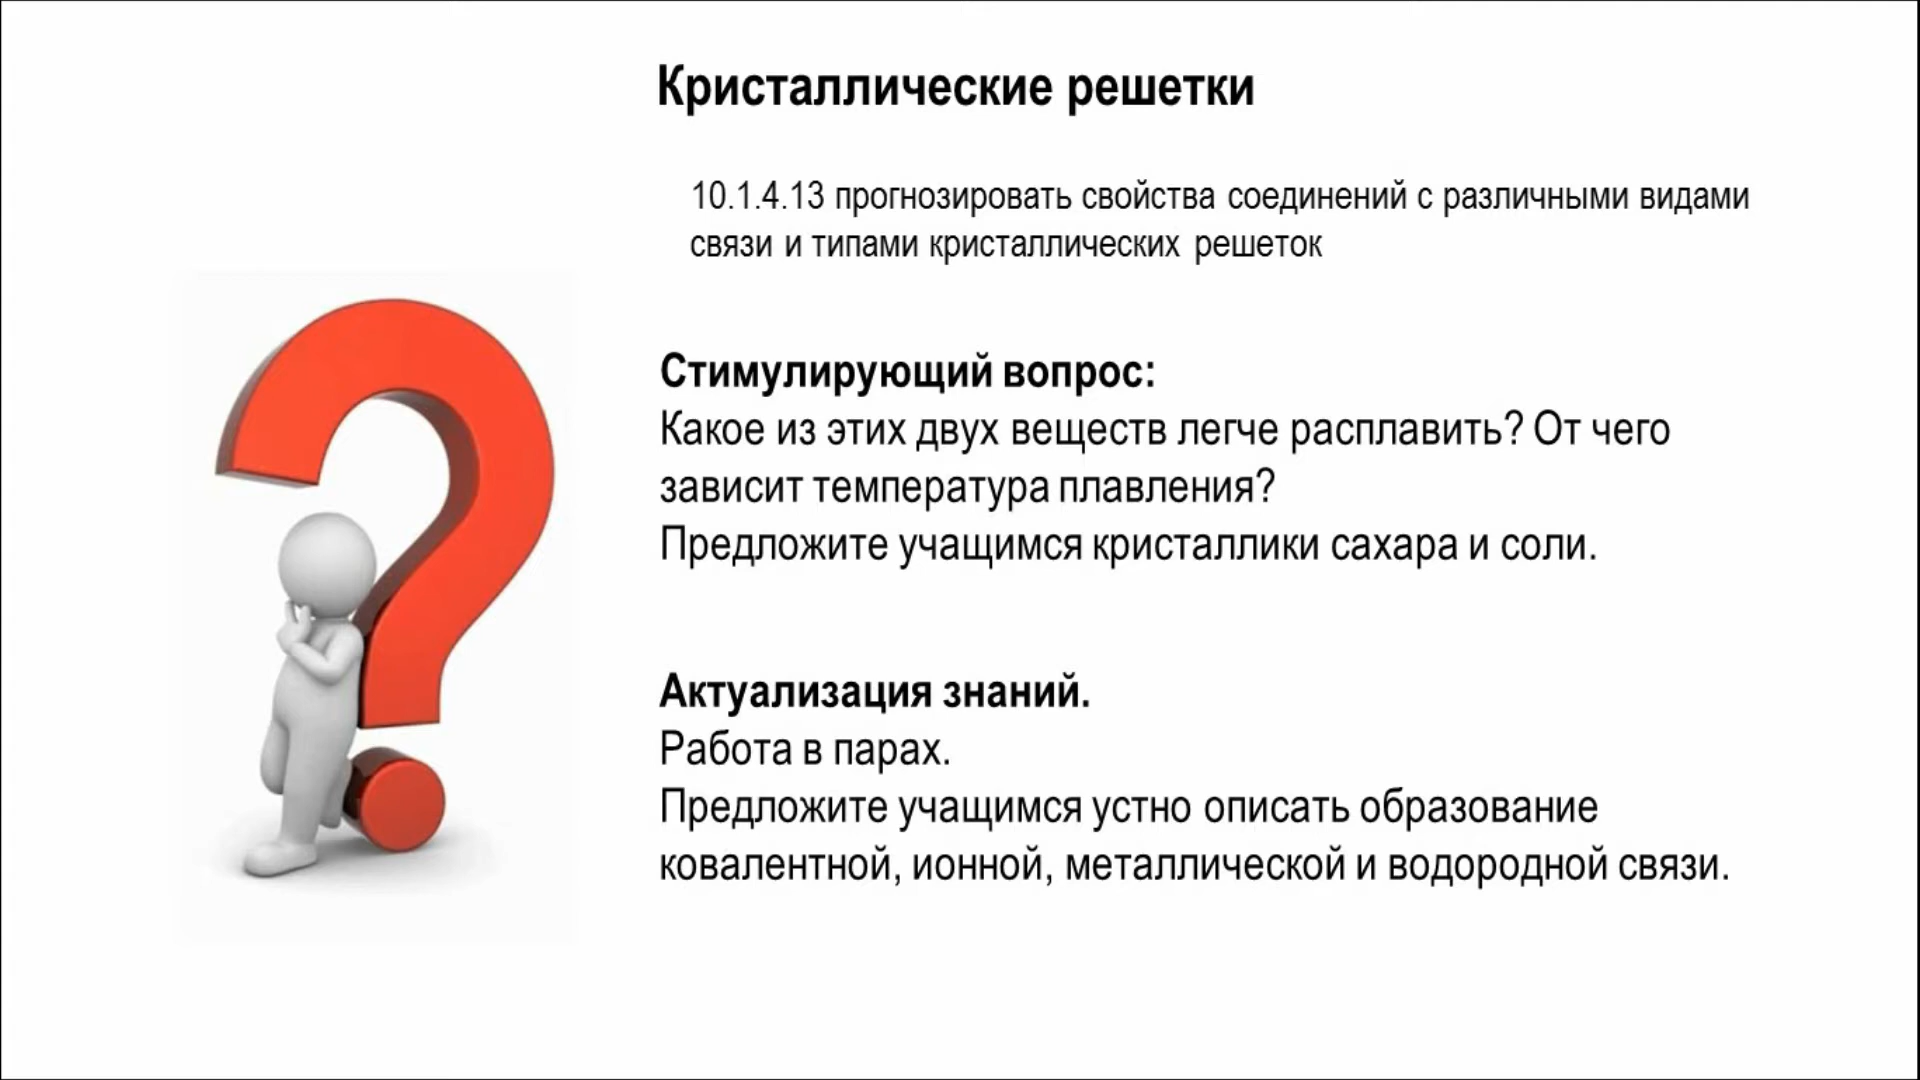 Кристаллические решетки
10.1.4.13 прогнозировать свойства соединений с различными видами
связи и типами кристаллических решеток
Стимулирующий вопрос:
Какое из этих двух веществ легче расплавить? От чего
зависит температура плавления?
Предложите учащимся кристаллики сахара и соли.
Актуализация знаний.
Работа в парах.
Предложите учащимся устно описать образование
ковалентной, ионной, металлической и водородной связи.